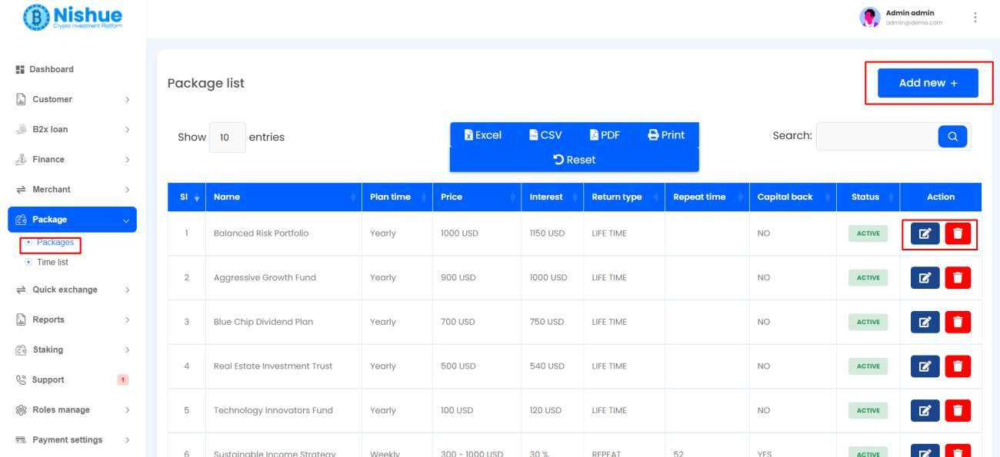 Nishue
Crypto Investment Platform
Admin admin
admin@demo.com
Dashboard
Customer
B2x loan
Finance
Merchant
Package
Packages
Time list
Quick exchange
Reports
Staking
Support 1
Roles manage
Payment settings
Package list
Add new +
Show 10 entries
Excel CSV PDF Print
Reset
Search:
Sl Name Plan time Price Interest Return type Repeat time Capital back Status Action
1 Balanced Risk Portfolio Yearly 1000 USD 1150 USD LIFE TIME NO ACTIVE
2 Aggressive Growth Fund Yearly 900 USD 1000 USD LIFE TIME NO ACTIVE
3 Blue Chip Dividend Plan Yearly 700 USD 750 USD LIFE TIME NO ACTIVE
4 Real Estate Investment Trust Yearly 500 USD 540 USD LIFE TIME NO ACTIVE
5 Technology Innovators Fund Yearly 100 USD 120 USD LIFE TIME NO ACTIVE
6 Sustainable Income Strategy Weekly 300 - 1000 USD 30 % REPEAT 52 YES ACTIVE